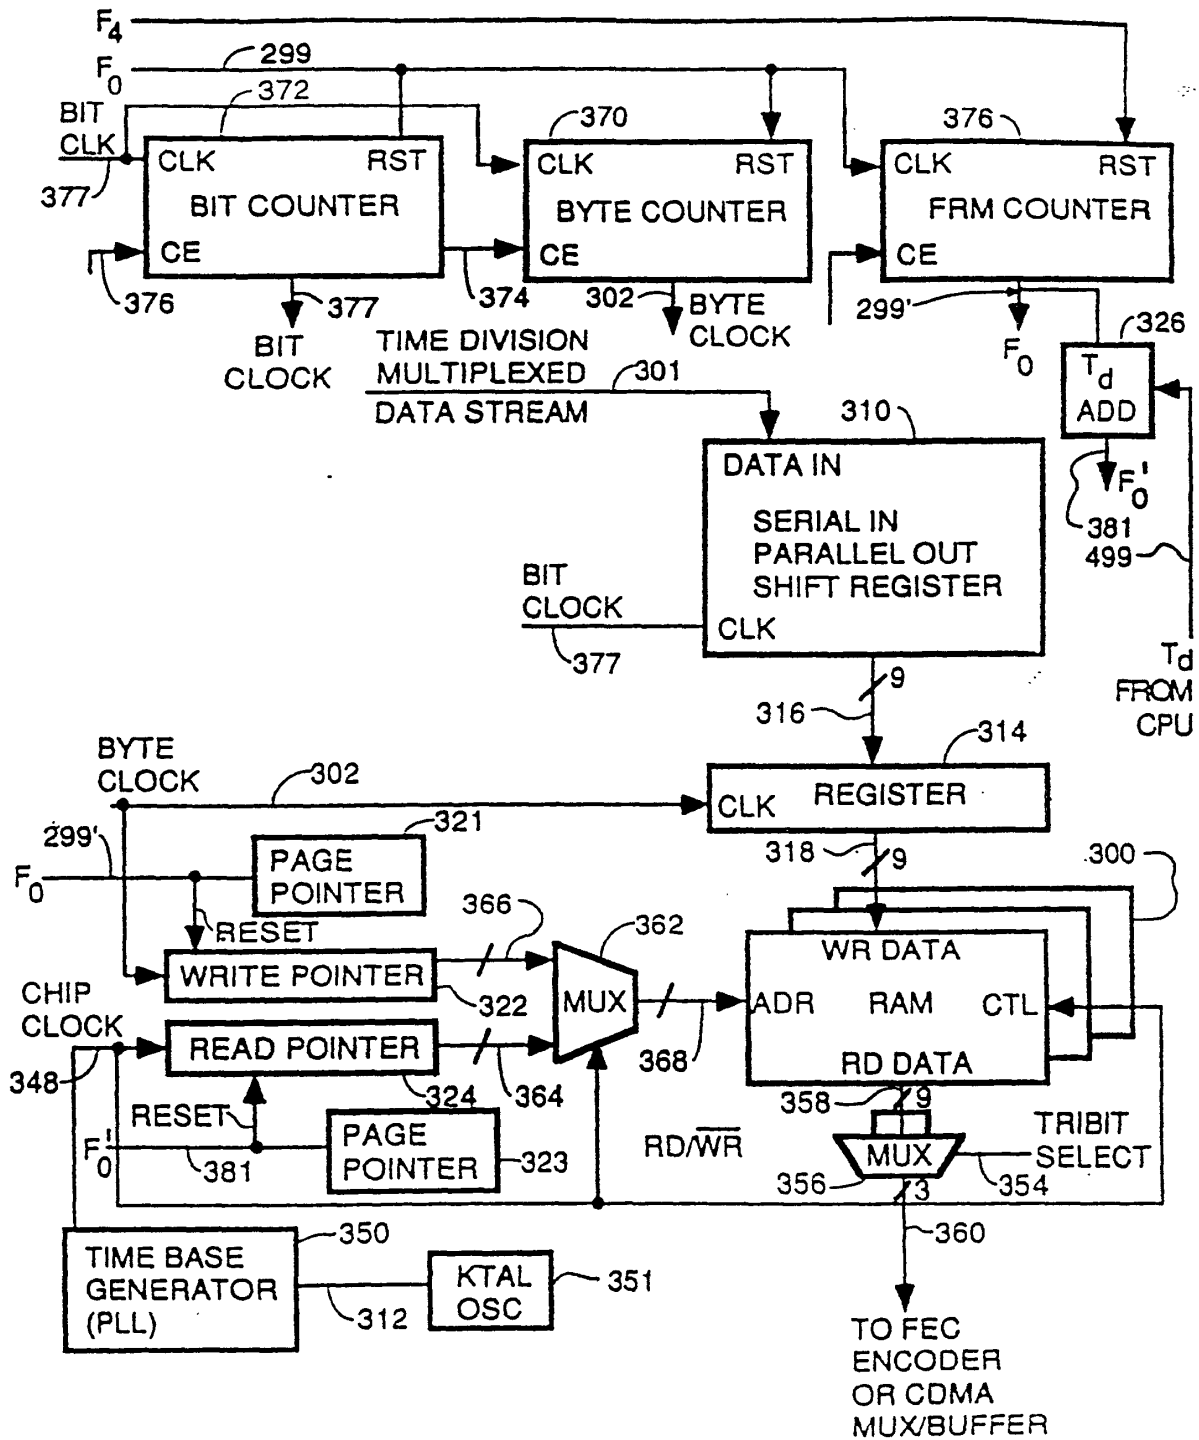 F4
F0
299
372
BIT
CLK
377
CLK
RST
BIT COUNTER
CE
376
377
BIT
CLOCK
374
370
CLK
RST
BYTE COUNTER
CE
302
BYTE
CLOCK
376
CLK
RST
FRM COUNTER
CE
299'
F0
326
Td
ADD
F0'
381
499
Td
FROM
CPU
TIME DIVISION
MULTIPLEXED
DATA STREAM
301
310
DATA IN
SERIAL IN
PARALLEL OUT
SHIFT REGISTER
CLK
BIT
CLOCK
377
9
316
314
REGISTER
CLK
BYTE
CLOCK
302
318
9
300
299'
F0
321
PAGE
POINTER
RESET
WRITE POINTER
322
366
362
MUX
368
CHIP
CLOCK
348
READ POINTER
324
364
RESET
F0'
381
PAGE
POINTER
323
WR DATA
ADR
RAM
CTL
RD DATA
358
9
RD/W̅R̅
MUX
356
3
TRIBIT
SELECT
354
360
TIME BASE
GENERATOR
(PLL)
350
312
KTAL
OSC
351
TO FEC
ENCODER
OR CDMA
MUX/BUFFER